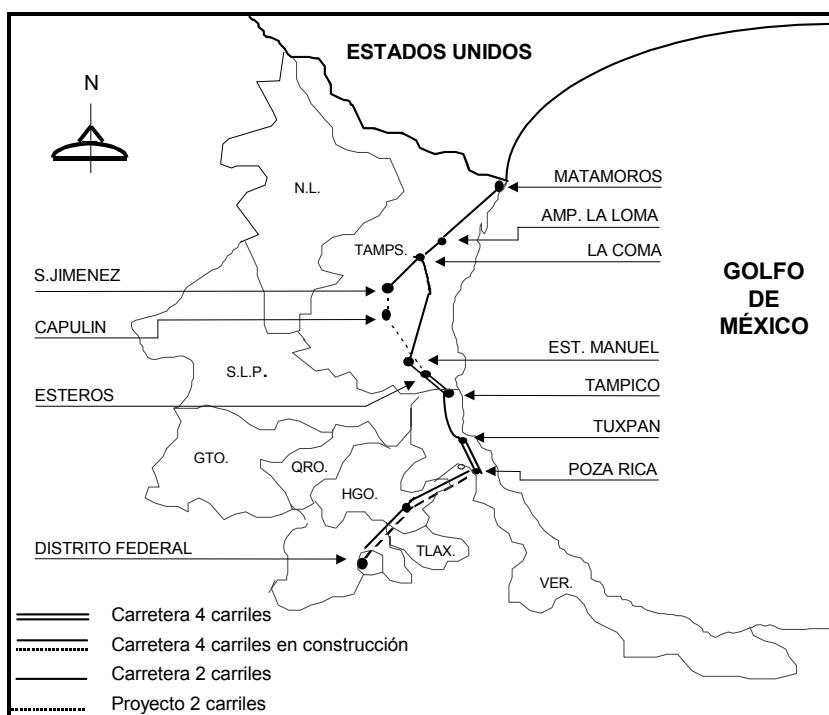 ESTADOS UNIDOS
N
MATAMOROS
N.L.
AMP. LA LOMA
TAMPS.
LA COMA
S.JIMENEZ
GOLFO
DE
MÉXICO
CAPULIN
EST. MANUEL
S.L.P.
ESTEROS
TAMPICO
TUXPAN
GTO.
QRO.
POZA RICA
HGO.
DISTRITO FEDERAL
TLAX.
VER.
Carretera 4 carriles
Carretera 4 carriles en construcción
Carretera 2 carriles
Proyecto 2 carriles